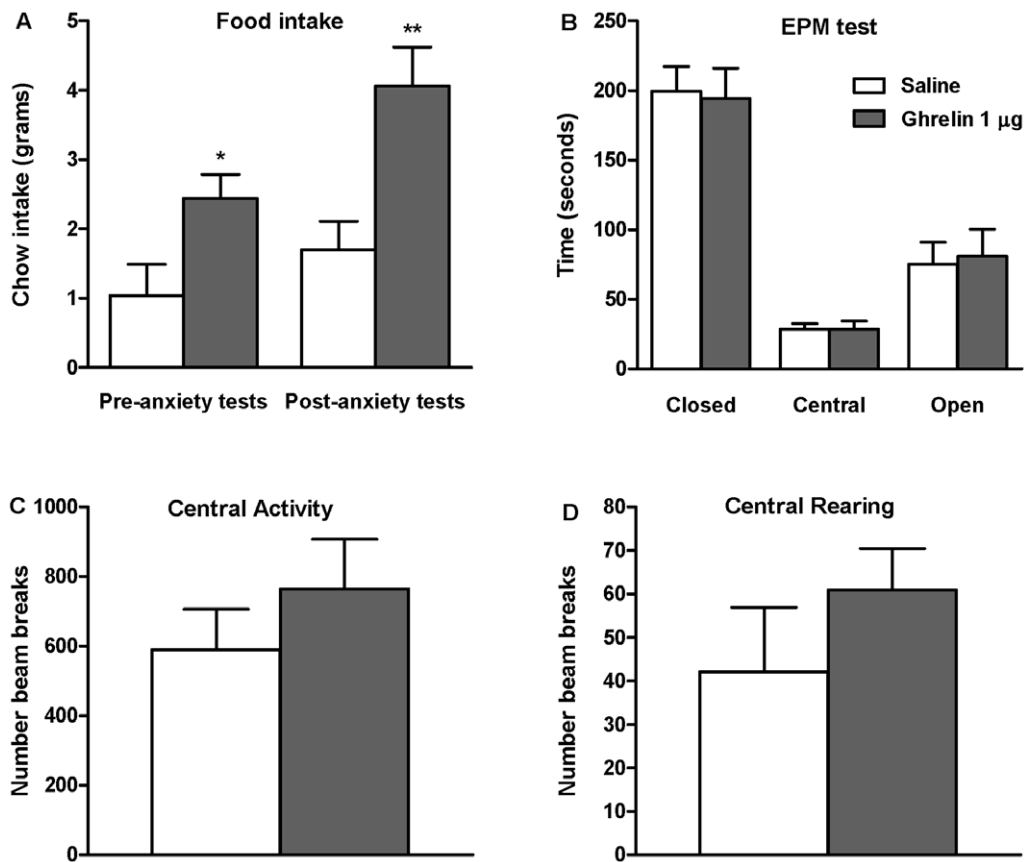 A
Food intake
Chow intake (grams)
5
4
3
2
1
0
*
**
Pre-anxiety tests
Post-anxiety tests
B
EPM test
Time (seconds)
250
200
150
100
50
0
Saline
Ghrelin 1 μg
Closed
Central
Open
C
Central Activity
Number beam breaks
1000
800
600
400
200
0
D
Central Rearing
Number beam breaks
80
70
60
50
40
30
20
10
0